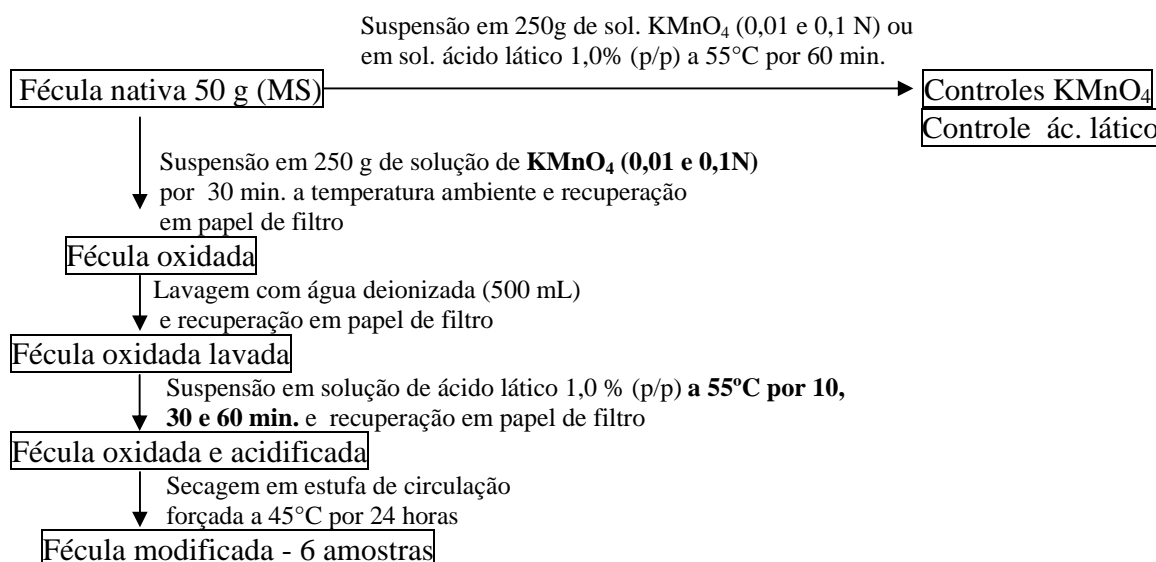 Suspensão em 250g de sol. KMnO₄ (0,01 e 0,1 N) ou
em sol. ácido lático 1,0% (p/p) a 55°C por 60 min.
Fécula nativa 50 g (MS)
Controles KMnO₄
Controle ác. lático
Suspensão em 250 g de solução de KMnO₄ (0,01 e 0,1N)
por 30 min. a temperatura ambiente e recuperação
em papel de filtro
Fécula oxidada
Lavagem com água deionizada (500 mL)
e recuperação em papel de filtro
Fécula oxidada lavada
Suspensão em solução de ácido lático 1,0 % (p/p) a 55ºC por 10,
30 e 60 min. e recuperação em papel de filtro
Fécula oxidada e acidificada
Secagem em estufa de circulação
forçada a 45°C por 24 horas
Fécula modificada - 6 amostras